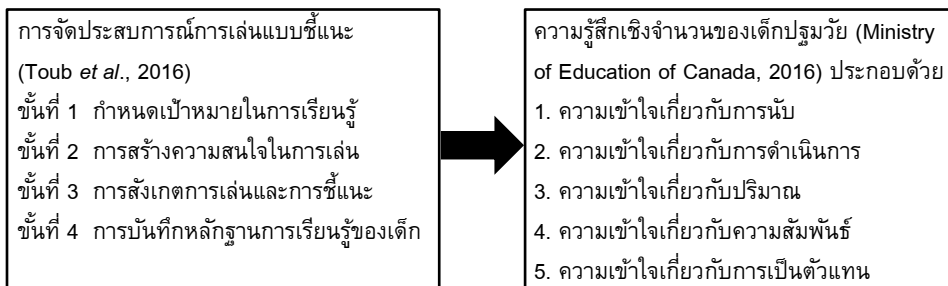 การจัดประสบการณ์การเล่นแบบชี้แนะ
(Toub et al., 2016)
ขั้นที่ 1 กำหนดเป้าหมายในการเรียนรู้
ขั้นที่ 2 การสร้างความสนใจในการเล่น
ขั้นที่ 3 การสังเกตการเล่นและการชี้แนะ
ขั้นที่ 4 การบันทึกหลักฐานการเรียนรู้ของเด็ก
ความรู้สึกเชิงจำนวนของเด็กปฐมวัย (Ministry
of Education of Canada, 2016) ประกอบด้วย
1. ความเข้าใจเกี่ยวกับการนับ
2. ความเข้าใจเกี่ยวกับการดำเนินการ
3. ความเข้าใจเกี่ยวกับปริมาณ
4. ความเข้าใจเกี่ยวกับความสัมพันธ์
5. ความเข้าใจเกี่ยวกับการเป็นตัวแทน